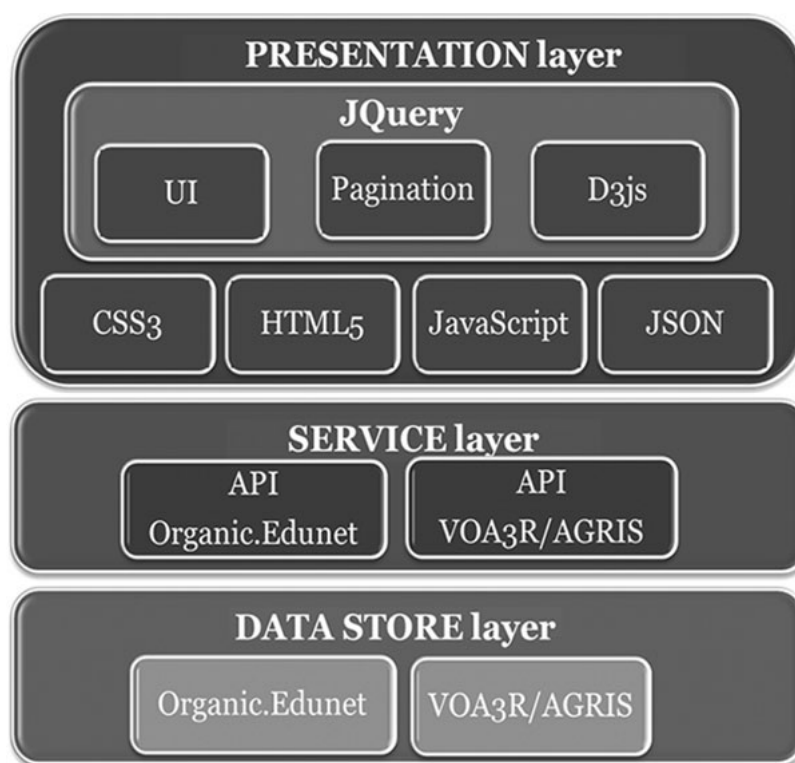 PRESENTATION layer
JQuery
UI
Pagination
D3js
CSS3
HTML5
JavaScript
JSON
SERVICE layer
API
Organic.Edunet
API
VOA3R/AGRIS
DATA STORE layer
Organic.Edunet
VOA3R/AGRIS